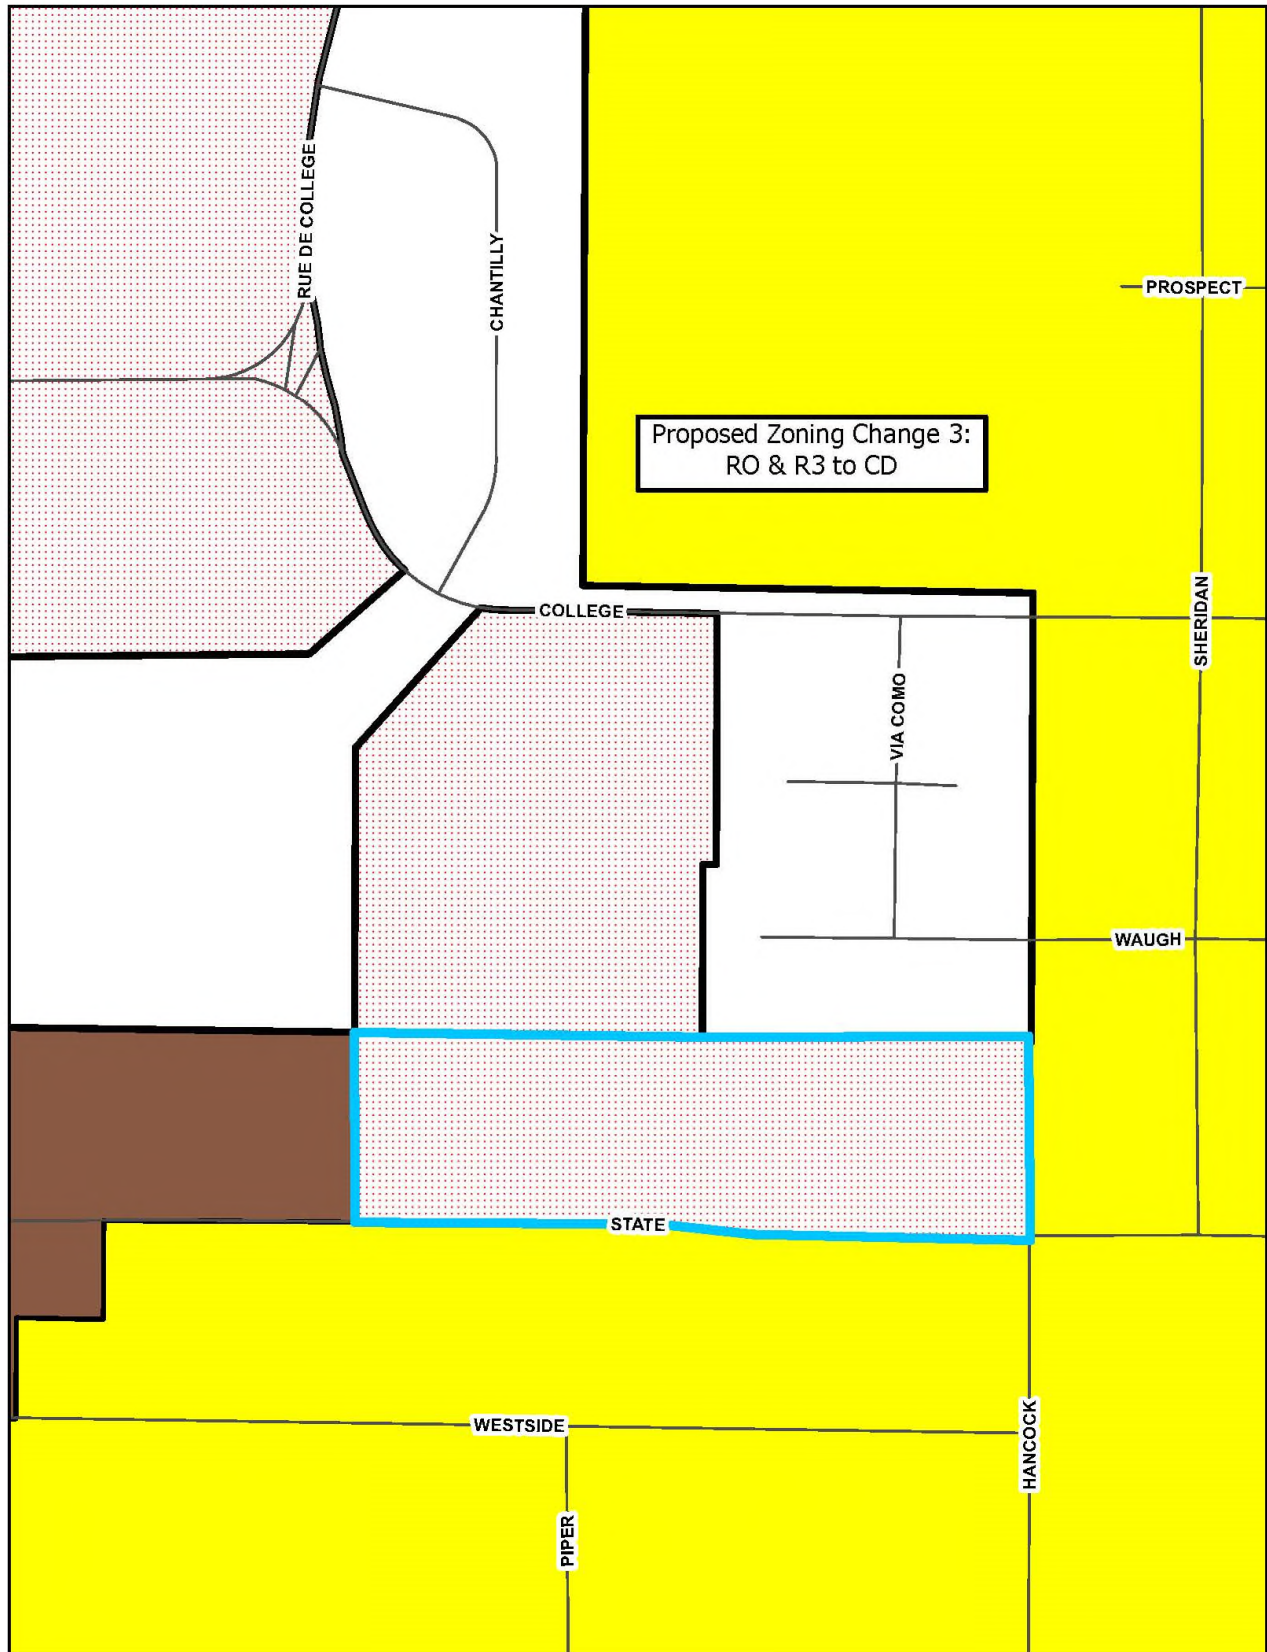 RUE DE COLLEGE
CHANTILLY
PROSPECT
Proposed Zoning Change 3:
RO & R3 to CD
COLLEGE
SHERIDAN
VIA COMO
WAUGH
STATE
WESTSIDE
HANCOCK
PIPER